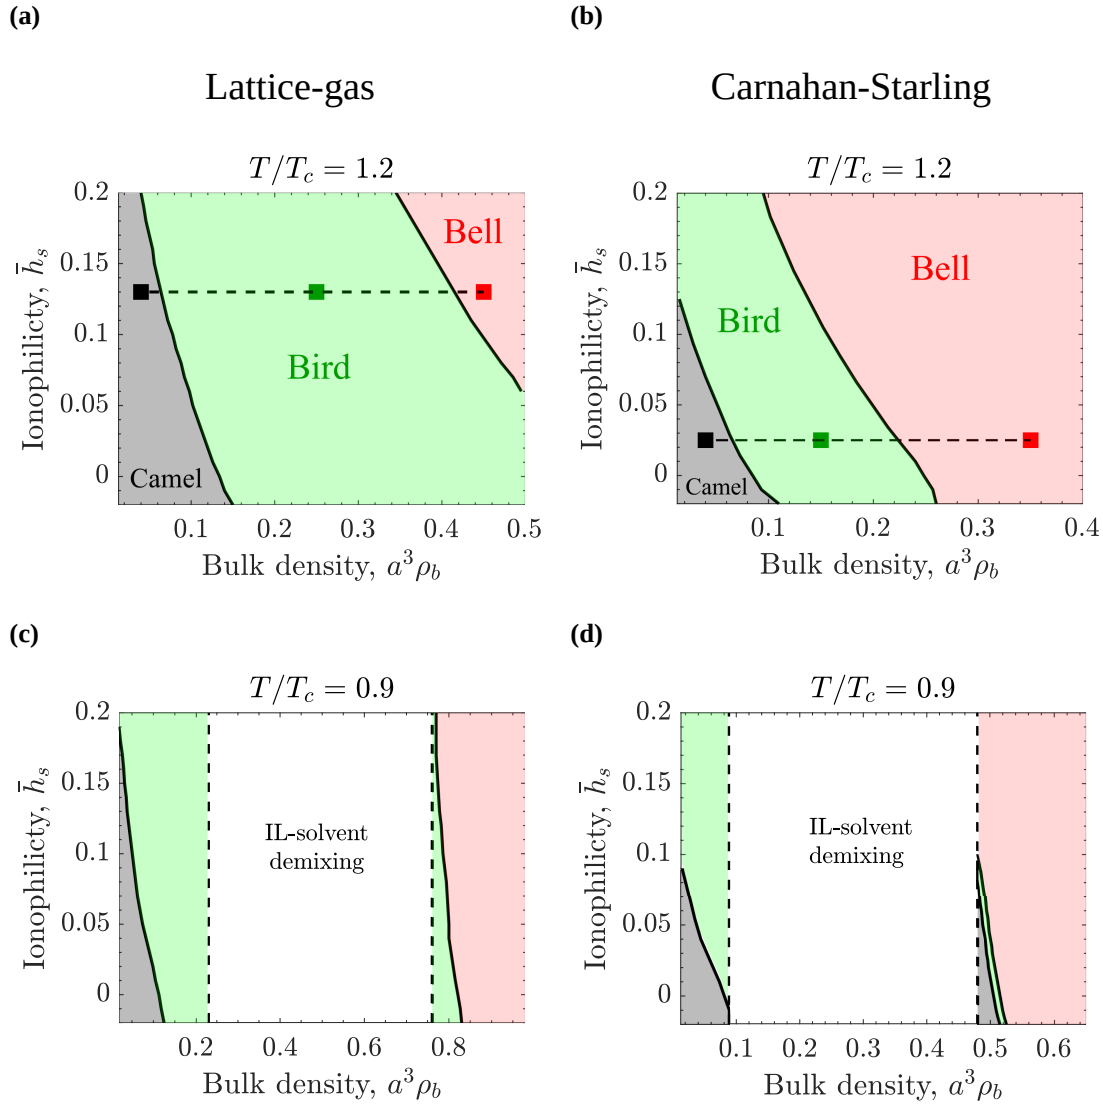 (a)
(b)
Lattice-gas
Carnahan-Starling
T/T_c = 1.2
T/T_c = 1.2
0.2
0.15
0.1
0.05
0
Ionophilicty, h̄_s
Bell
Bird
Camel
0.1 0.2 0.3 0.4 0.5
Bulk density, a³ρ_b
0.2
0.15
0.1
0.05
0
Ionophilicty, h̄_s
Bell
Bird
Camel
0.1 0.2 0.3 0.4
Bulk density, a³ρ_b
(c)
(d)
T/T_c = 0.9
T/T_c = 0.9
0.2
0.15
0.1
0.05
0
Ionophilicty, h̄_s
IL-solvent
demixing
0.2 0.4 0.6 0.8
Bulk density, a³ρ_b
0.2
0.15
0.1
0.05
0
Ionophilicty, h̄_s
IL-solvent
demixing
0.1 0.2 0.3 0.4 0.5 0.6
Bulk density, a³ρ_b